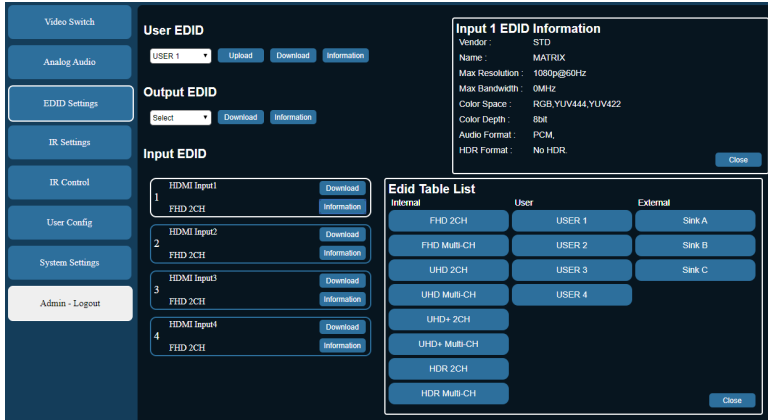 Video Switch
Analog Audio
EDID Settings
IR Settings
IR Control
User Config
System Settings
Admin - Logout
User EDID
USER 1
Upload
Download
Information
Output EDID
Select
Download
Information
Input EDID
1
HDMI Input1
FHD 2CH
Download
Information
2
HDMI Input2
FHD 2CH
Download
Information
3
HDMI Input3
FHD 2CH
Download
Information
4
HDMI Input4
FHD 2CH
Download
Information
Input 1 EDID Information
Vendor : STD
Name : MATRIX
Max Resolution : 1080p@60Hz
Max Bandwidth : 0MHz
Color Space : RGB,YUV444,YUV422
Color Depth : 8bit
Audio Format : PCM,
HDR Format : No HDR.
Close
Edid Table List
Internal User External
FHD 2CH USER 1 Sink A
FHD Multi-CH USER 2 Sink B
UHD 2CH USER 3 Sink C
UHD Multi-CH USER 4
UHD+ 2CH
UHD+ Multi-CH
HDR 2CH
HDR Multi-CH
Close